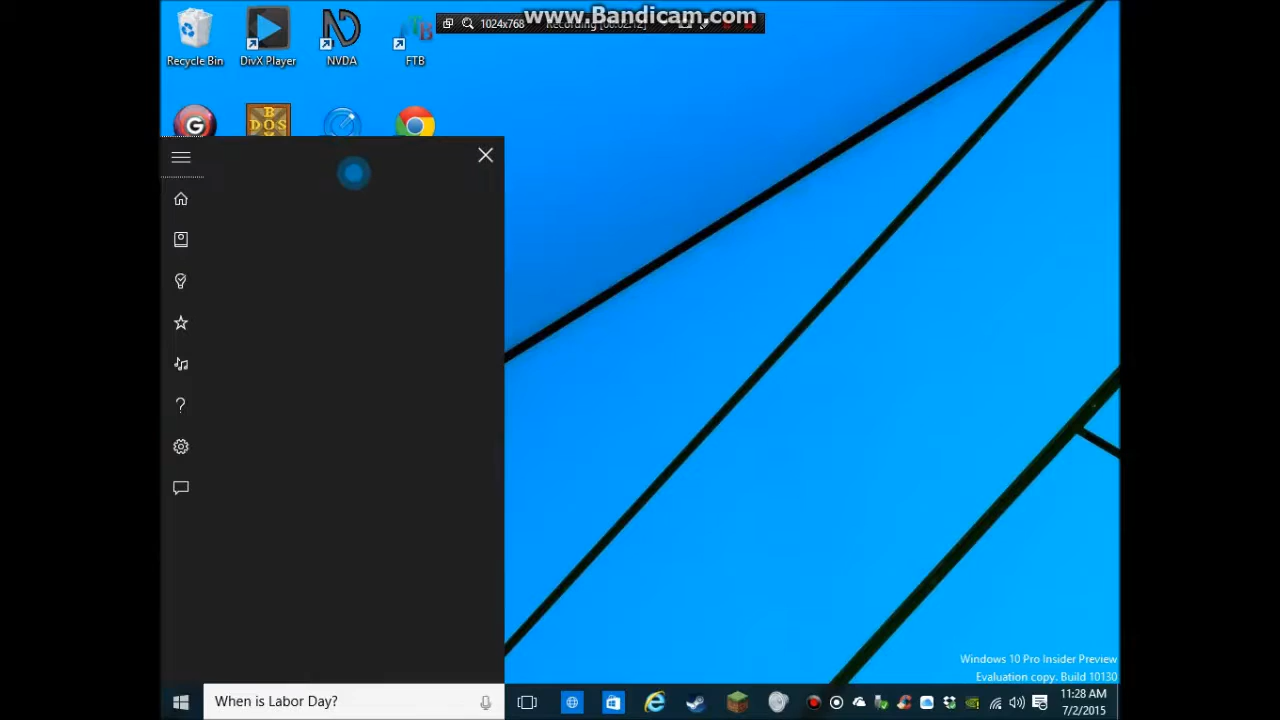 www.Bandicam.com
1024x768
Recycle Bin
DivX Player
NVDA
FTB
DOS
G
When is Labor Day?
Windows 10 Pro Insider Preview
Evaluation copy. Build 10130
11:28 AM
7/2/2015